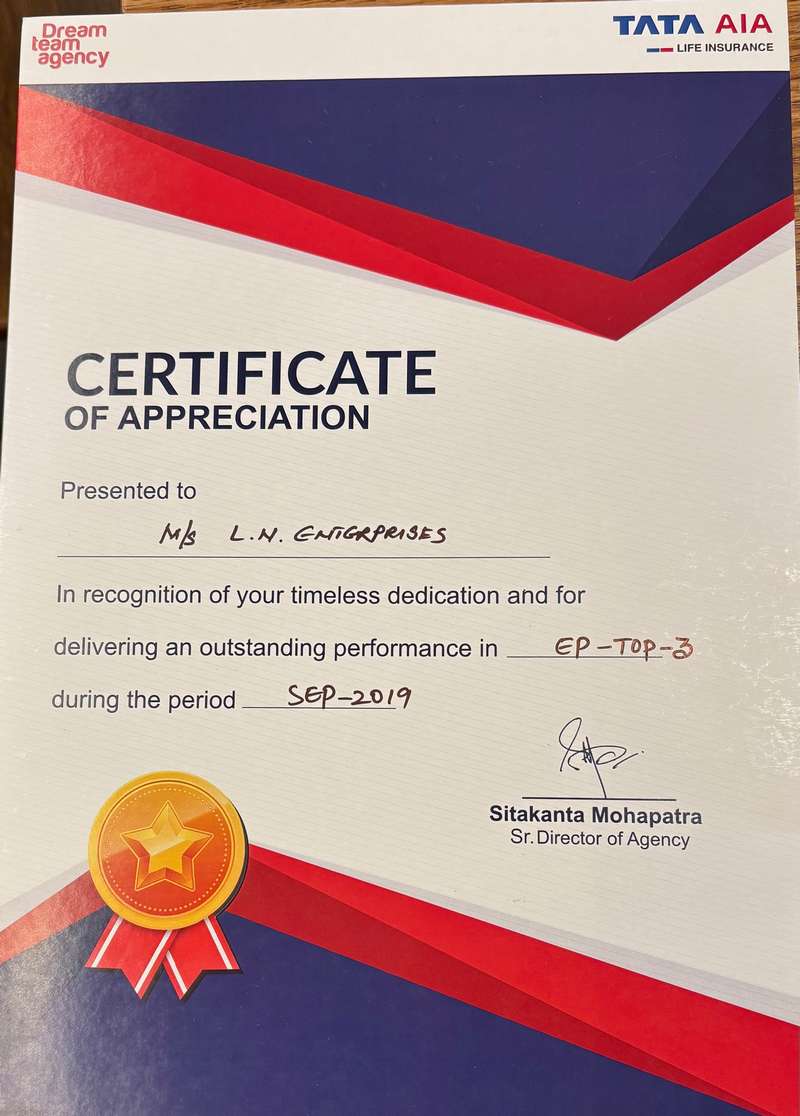 Dream
team
agency
TATA AIA
LIFE INSURANCE
CERTIFICATE
OF APPRECIATION
Presented to
M/s L.N. ENTERPRISES
In recognition of your timeless dedication and for
delivering an outstanding performance in EP-TOP-3
during the period SEP-2019
Sitakanta Mohapatra
Sr. Director of Agency